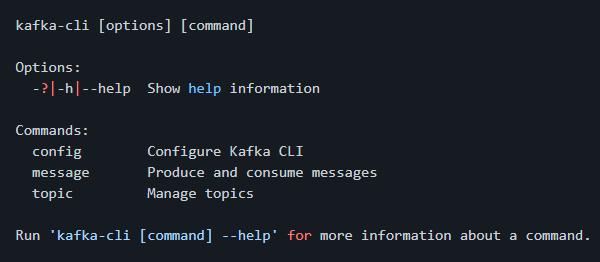 kafka-cli [options] [command]
Options:
-?|-h|--help  Show help information
Commands:
config        Configure Kafka CLI
message       Produce and consume messages
topic         Manage topics
Run 'kafka-cli [command] --help' for more information about a command.